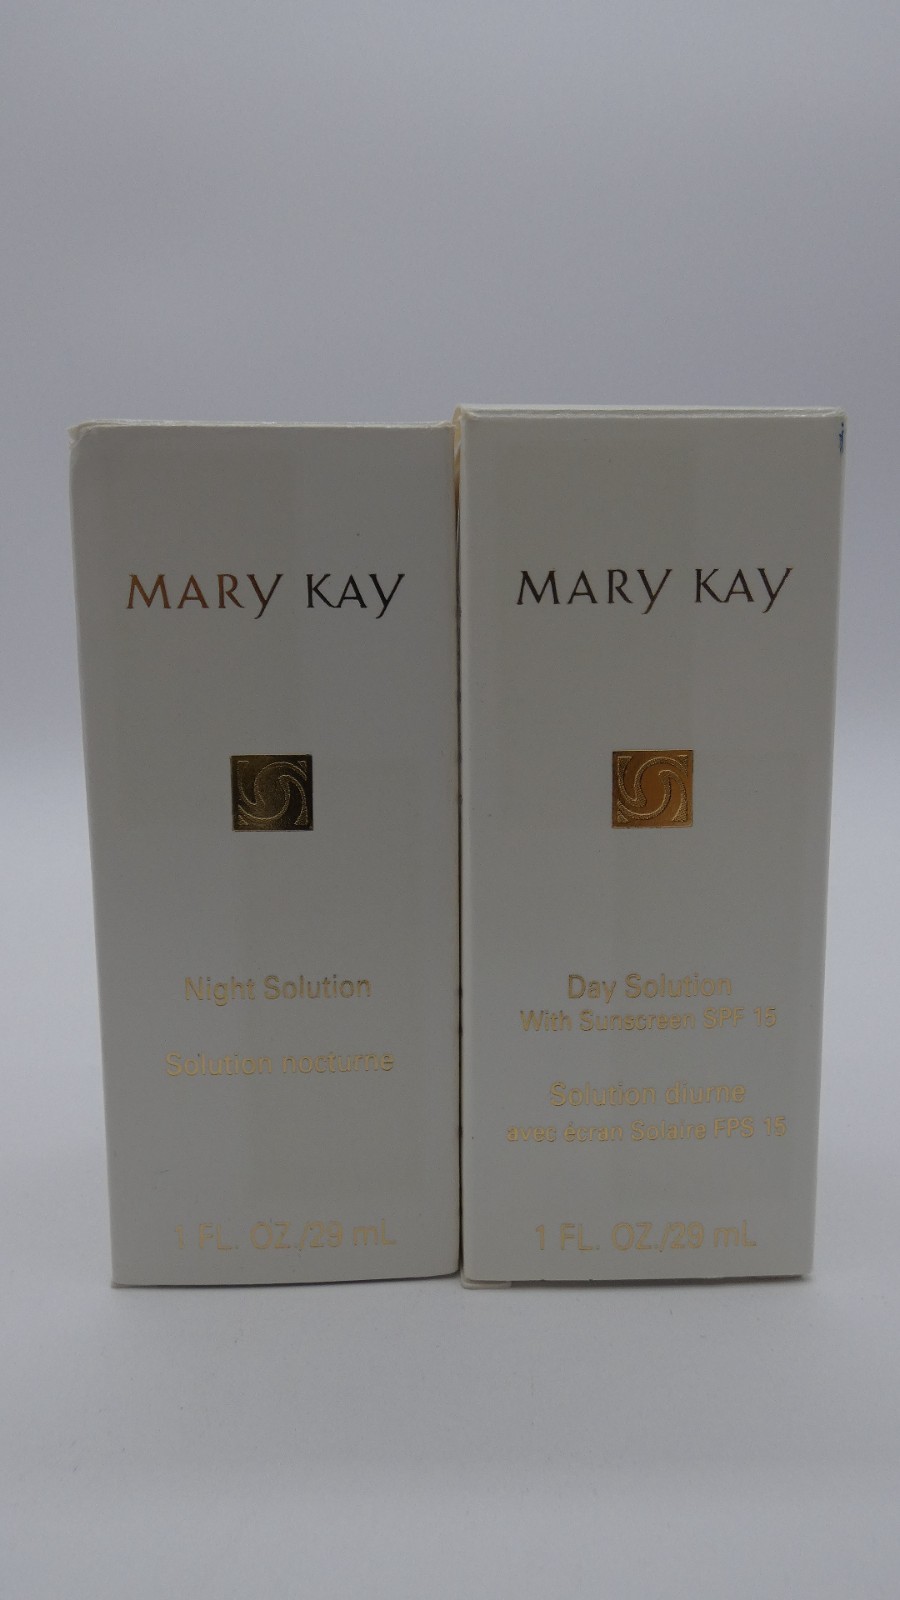 MARY KAY
Night Solution
Solution nocturne
1 FL. OZ./29 mL
MARY KAY
Day Solution
With Sunscreen SPF 15
Solution diurne
avec écran Solaire FPS 15
1 FL. OZ./29 mL